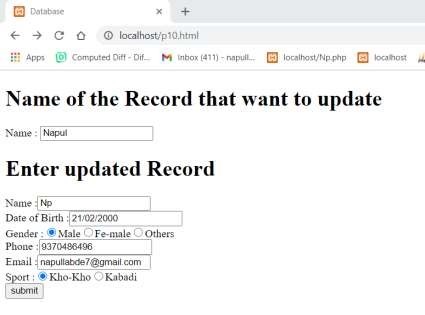 Database
localhost/p10.html
Apps Computed Diff - Dif... Inbox (411) - napull... localhost/Np.php localhost
Name of the Record that want to update
Name : Napul
Enter updated Record
Name : Np
Date of Birth : 21/02/2000
Gender : Male Fe-male Others
Phone : 9370486496
Email : napullabde7@gmail.com
Sport : Kho-Kho Kabadi
submit